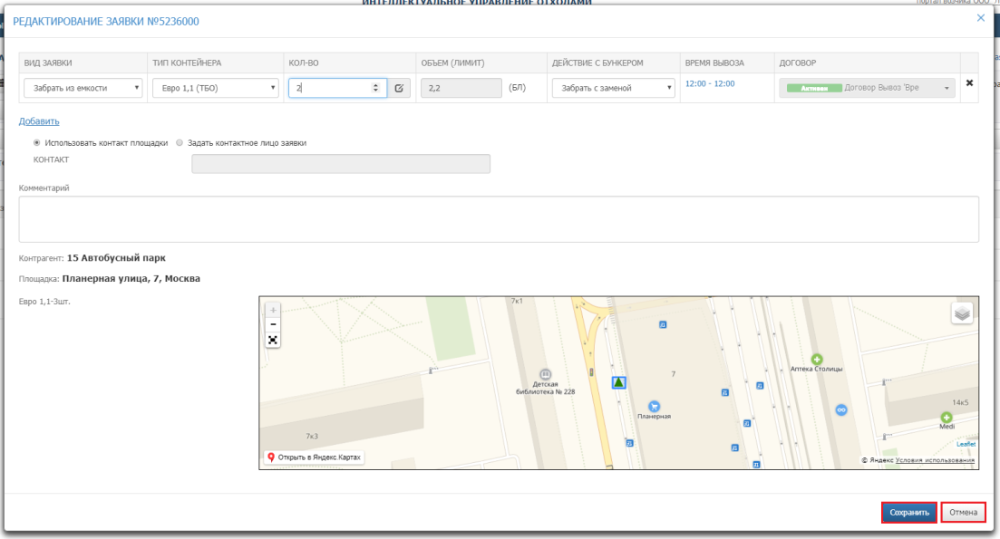 ИНТЕЛЛЕКТУАЛЬНОЕ УПРАВЛЕНИЕ ОТХОДАМИ
портал возчика ООО "Л
РЕДАКТИРОВАНИЕ ЗАЯВКИ №5236000
ВИД ЗАЯВКИ ТИП КОНТЕЙНЕРА КОЛ-ВО ОБЪЕМ (ЛИМИТ) ДЕЙСТВИЕ С БУНКЕРОМ ВРЕМЯ ВЫВОЗА ДОГОВОР
Забрать из емкости Евро 1,1 (ТБО) 2 2,2 (БЛ) Забрать с заменой 12:00 - 12:00 Активен Договор Вывоз 'Вре
Добавить
Использовать контакт площадки Задать контактное лицо заявки
КОНТАКТ
Комментарий
Контрагент: 15 Автобусный парк
Площадка: Планерная улица, 7, Москва
Евро 1,1-3шт.
7к1
Аптека Столицы
7
Детская
библиотека № 228
Планерная
14к5
Medi
7к3
Leaflet
Открыть в Яндекс.Картах
© Яндекс Условия использования
Сохранить Отмена